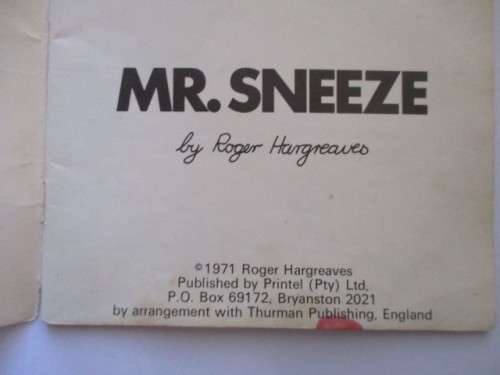 MR. SNEEZE
by Roger Hargreaves
©1971 Roger Hargreaves
Published by Printel (Pty) Ltd,
P.O. Box 69172, Bryanston 2021
by arrangement with Thurman Publishing, England